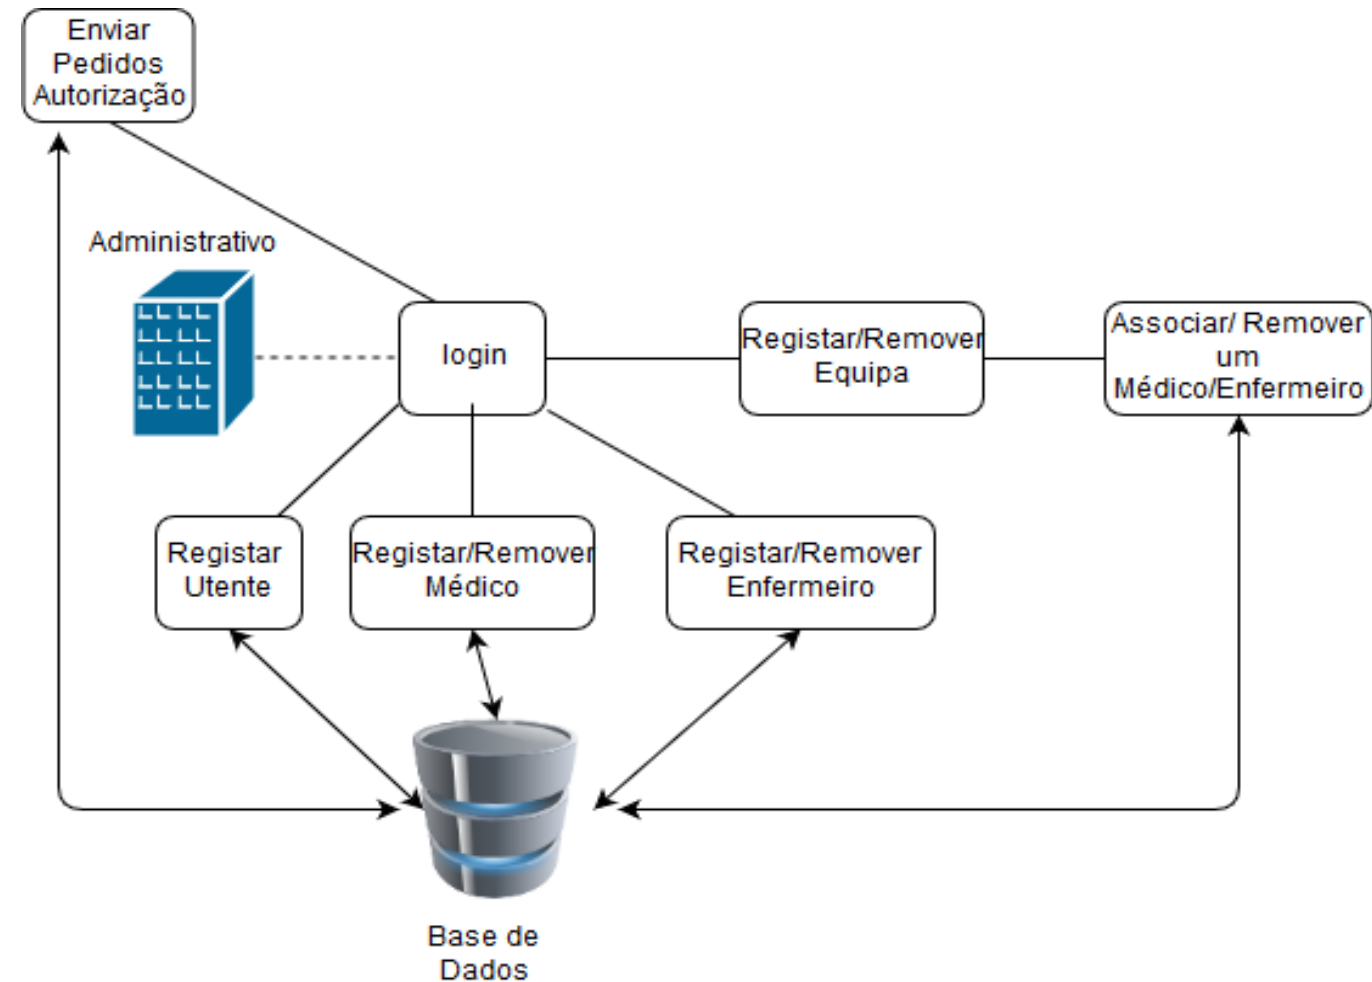 Enviar
Pedidos
Autorização
Administrativo
login
Registar/Remover
Equipa
Associar/ Remover
um
Médico/Enfermeiro
Registar
Utente
Registar/Remover
Médico
Registar/Remover
Enfermeiro
Base de
Dados